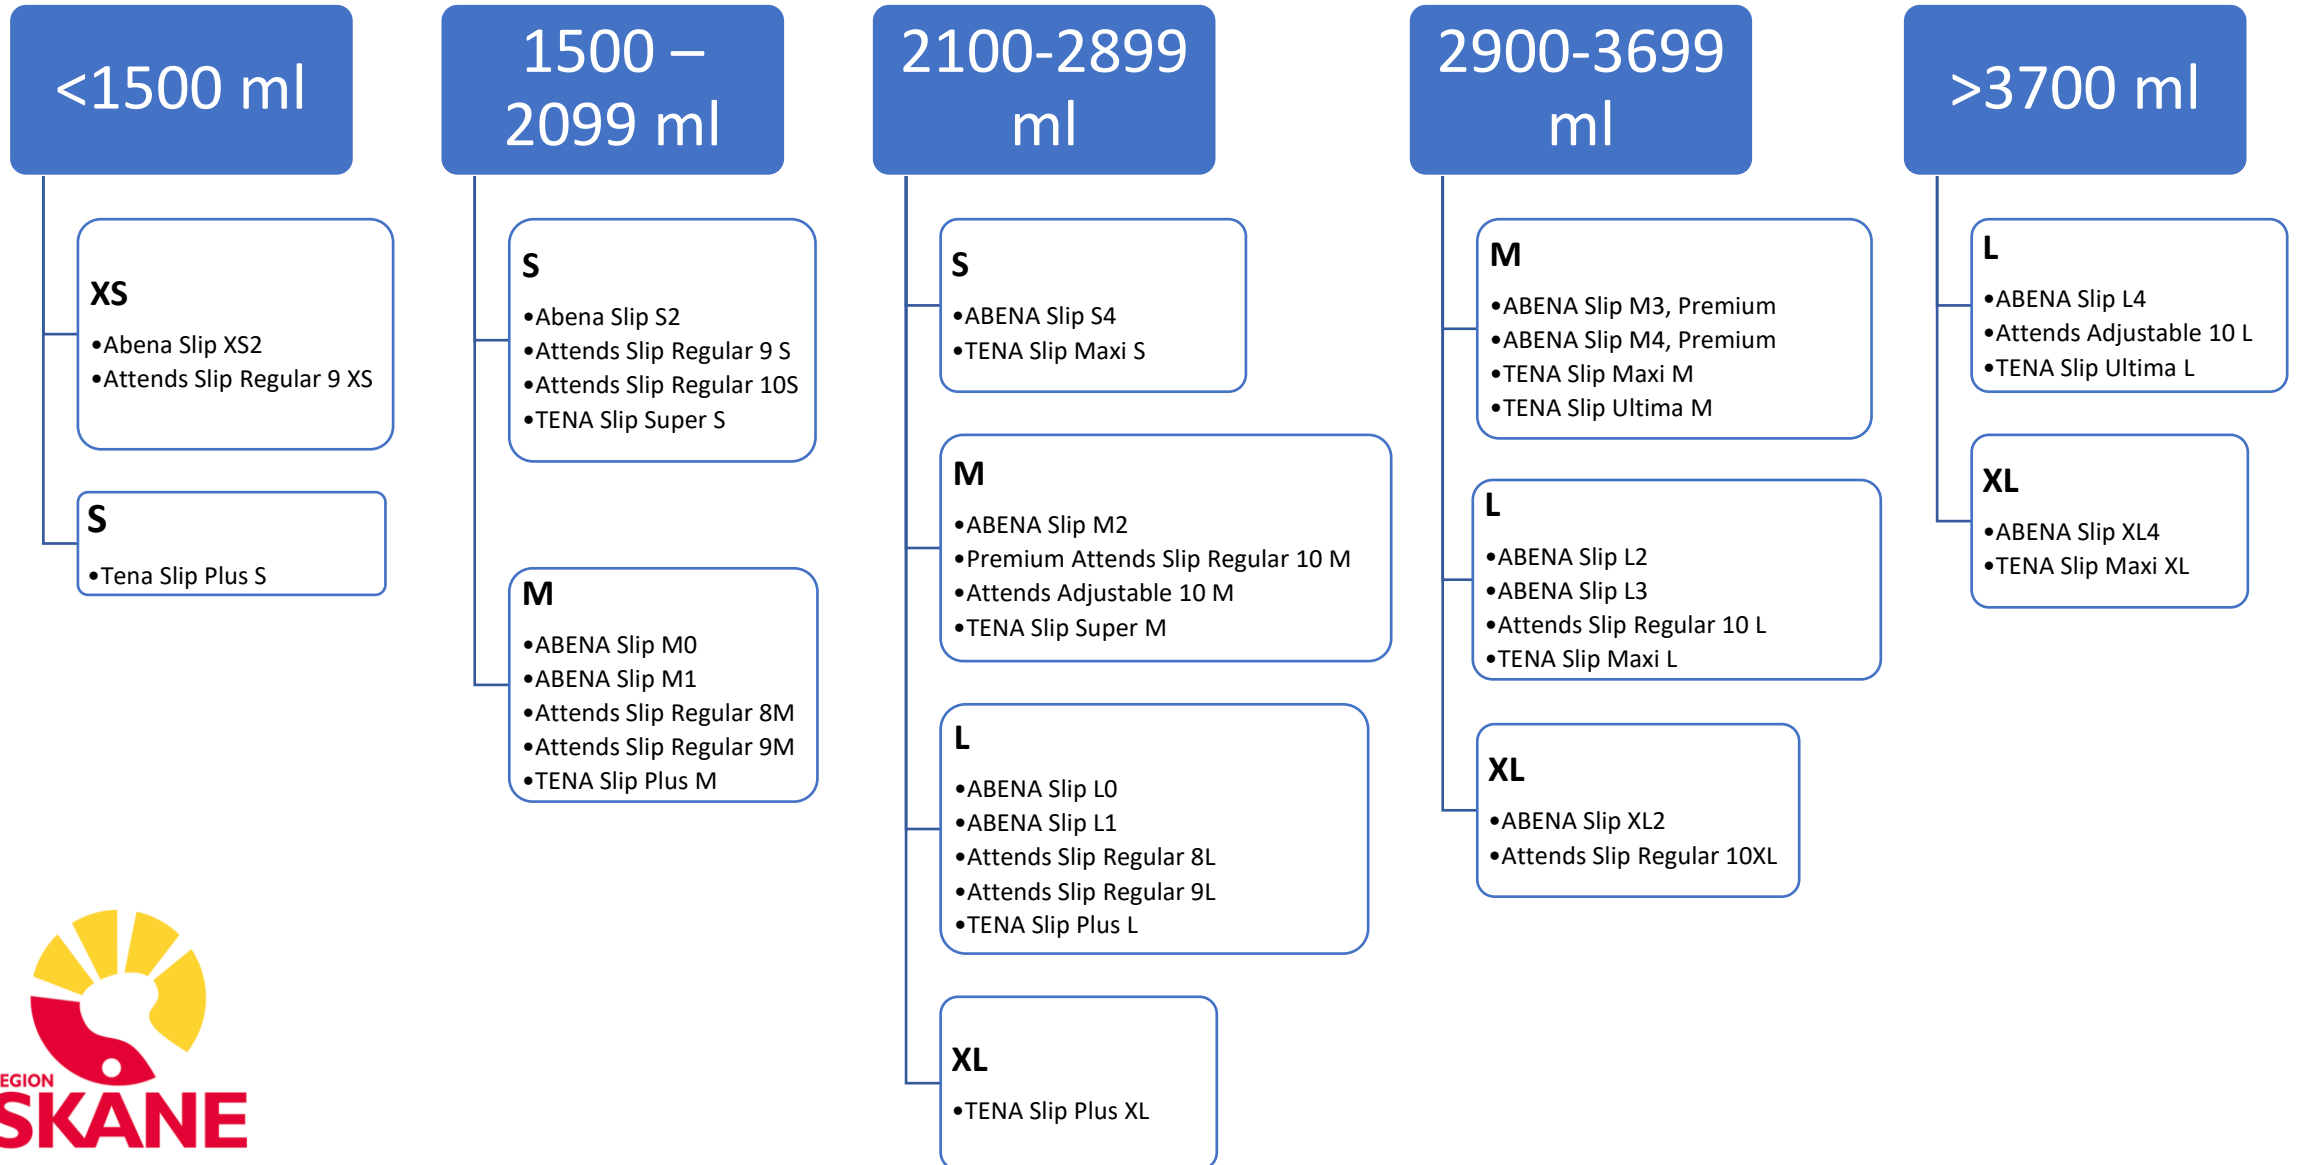 <1500 ml
XS
•Abena Slip XS2
•Attends Slip Regular 9 XS
S
•Tena Slip Plus S
1500 –
2099 ml
S
•Abena Slip S2
•Attends Slip Regular 9 S
•Attends Slip Regular 10S
•TENA Slip Super S
M
•ABENA Slip M0
•ABENA Slip M1
•Attends Slip Regular 8M
•Attends Slip Regular 9M
•TENA Slip Plus M
2100-2899
ml
S
•ABENA Slip S4
•TENA Slip Maxi S
M
•ABENA Slip M2
•Premium Attends Slip Regular 10 M
•Attends Adjustable 10 M
•TENA Slip Super M
L
•ABENA Slip L0
•ABENA Slip L1
•Attends Slip Regular 8L
•Attends Slip Regular 9L
•TENA Slip Plus L
XL
•TENA Slip Plus XL
2900-3699
ml
M
•ABENA Slip M3, Premium
•ABENA Slip M4, Premium
•TENA Slip Maxi M
•TENA Slip Ultima M
L
•ABENA Slip L2
•ABENA Slip L3
•Attends Slip Regular 10 L
•TENA Slip Maxi L
XL
•ABENA Slip XL2
•Attends Slip Regular 10XL
>3700 ml
L
•ABENA Slip L4
•Attends Adjustable 10 L
•TENA Slip Ultima L
XL
•ABENA Slip XL4
•TENA Slip Maxi XL
EGION
SKANE